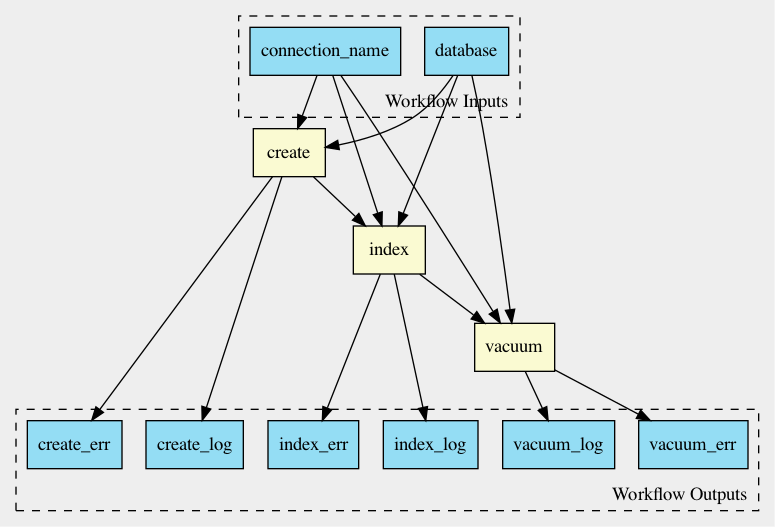 connection_name
database
Workflow Inputs
create
index
vacuum
create_err
create_log
index_err
index_log
vacuum_log
vacuum_err
Workflow Outputs